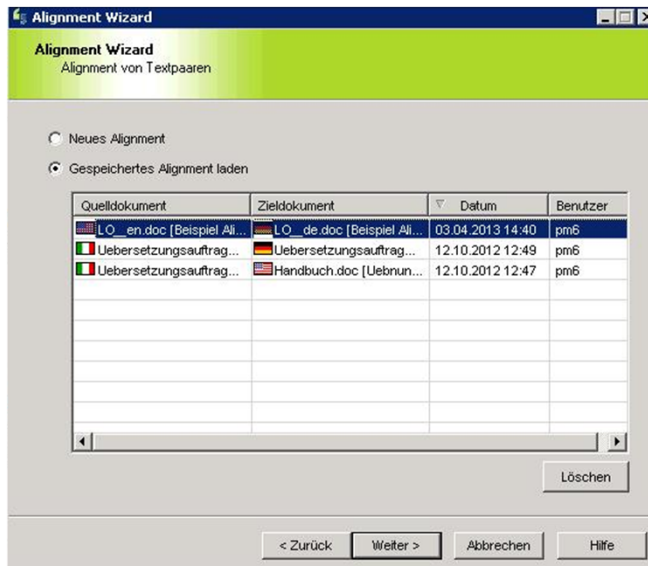 Alignment Wizard
Alignment Wizard
Alignment von Textpaaren
Neues Alignment
Gespeichertes Alignment laden
Quelldokument Zieldokument Datum Benutzer
LO__en.doc [Beispiel Ali... LO__de.doc [Beispiel Ali... 03.04.2013 14:40 pm6
Uebersetzungsauftrag... Uebersetzungsauftrag... 12.10.2012 12:49 pm6
Uebersetzungsauftrag... Handbuch.doc [Uebnun... 12.10.2012 12:47 pm6
Löschen
< Zurück Weiter > Abbrechen Hilfe